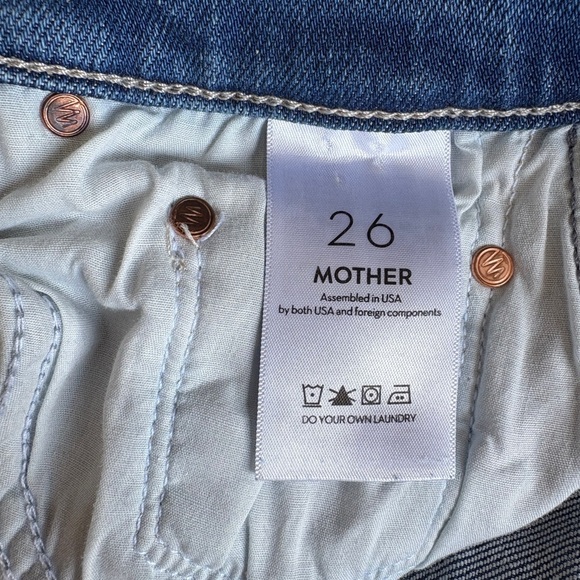 26
MOTHER
Assembled in USA
by both USA and foreign components
DO YOUR OWN LAUNDRY